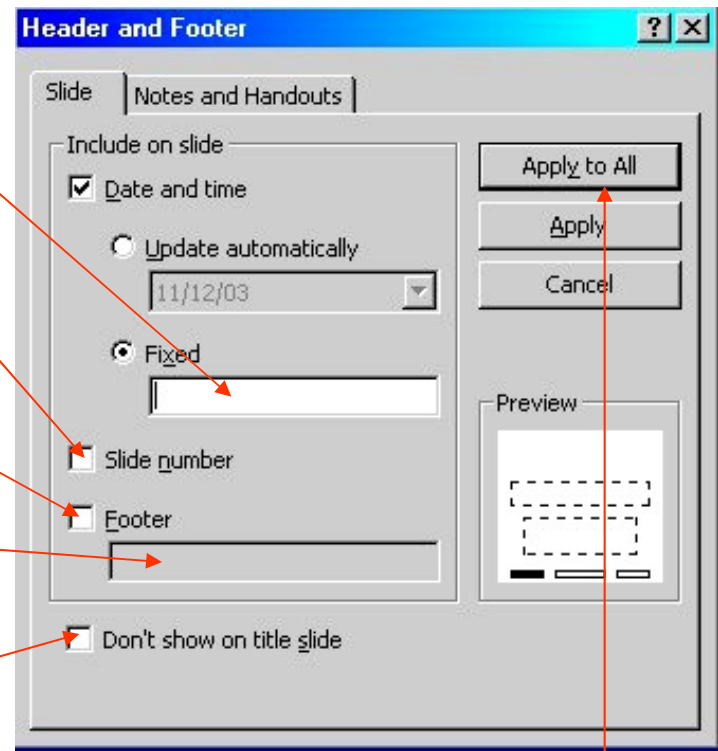 Header and Footer
Slide
Notes and Handouts
Include on slide
Date and time
Update automatically
11/12/03
Fixed
Slide number
Footer
Don't show on title slide
Apply to All
Apply
Cancel
Preview